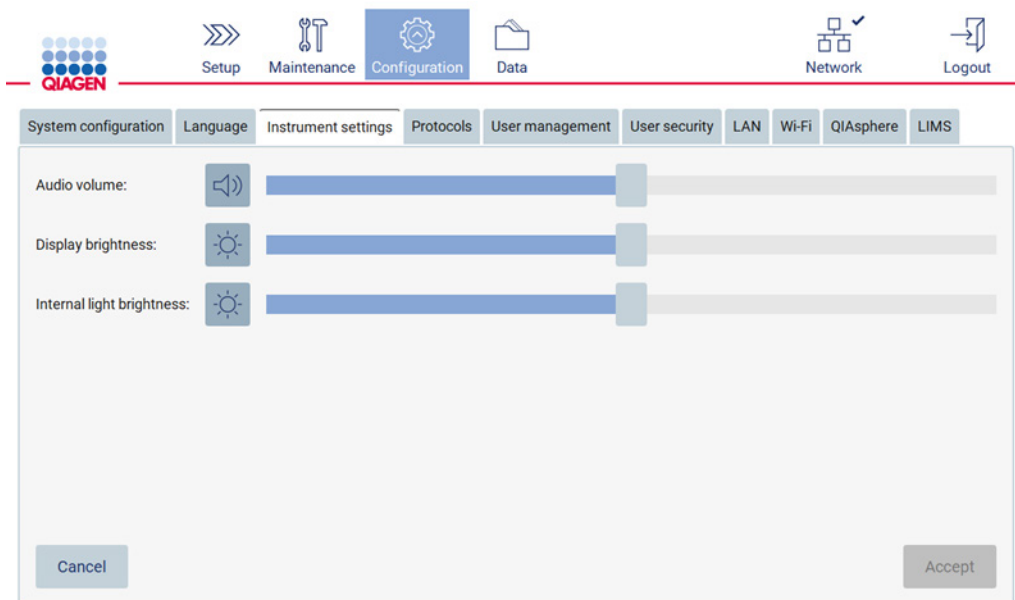 QIAGEN
Setup
Maintenance
Configuration
Data
Network
Logout
System configuration
Language
Instrument settings
Protocols
User management
User security
LAN
Wi-Fi
QIAsphere
LIMS
Audio volume:
Display brightness:
Internal light brightness:
Cancel
Accept